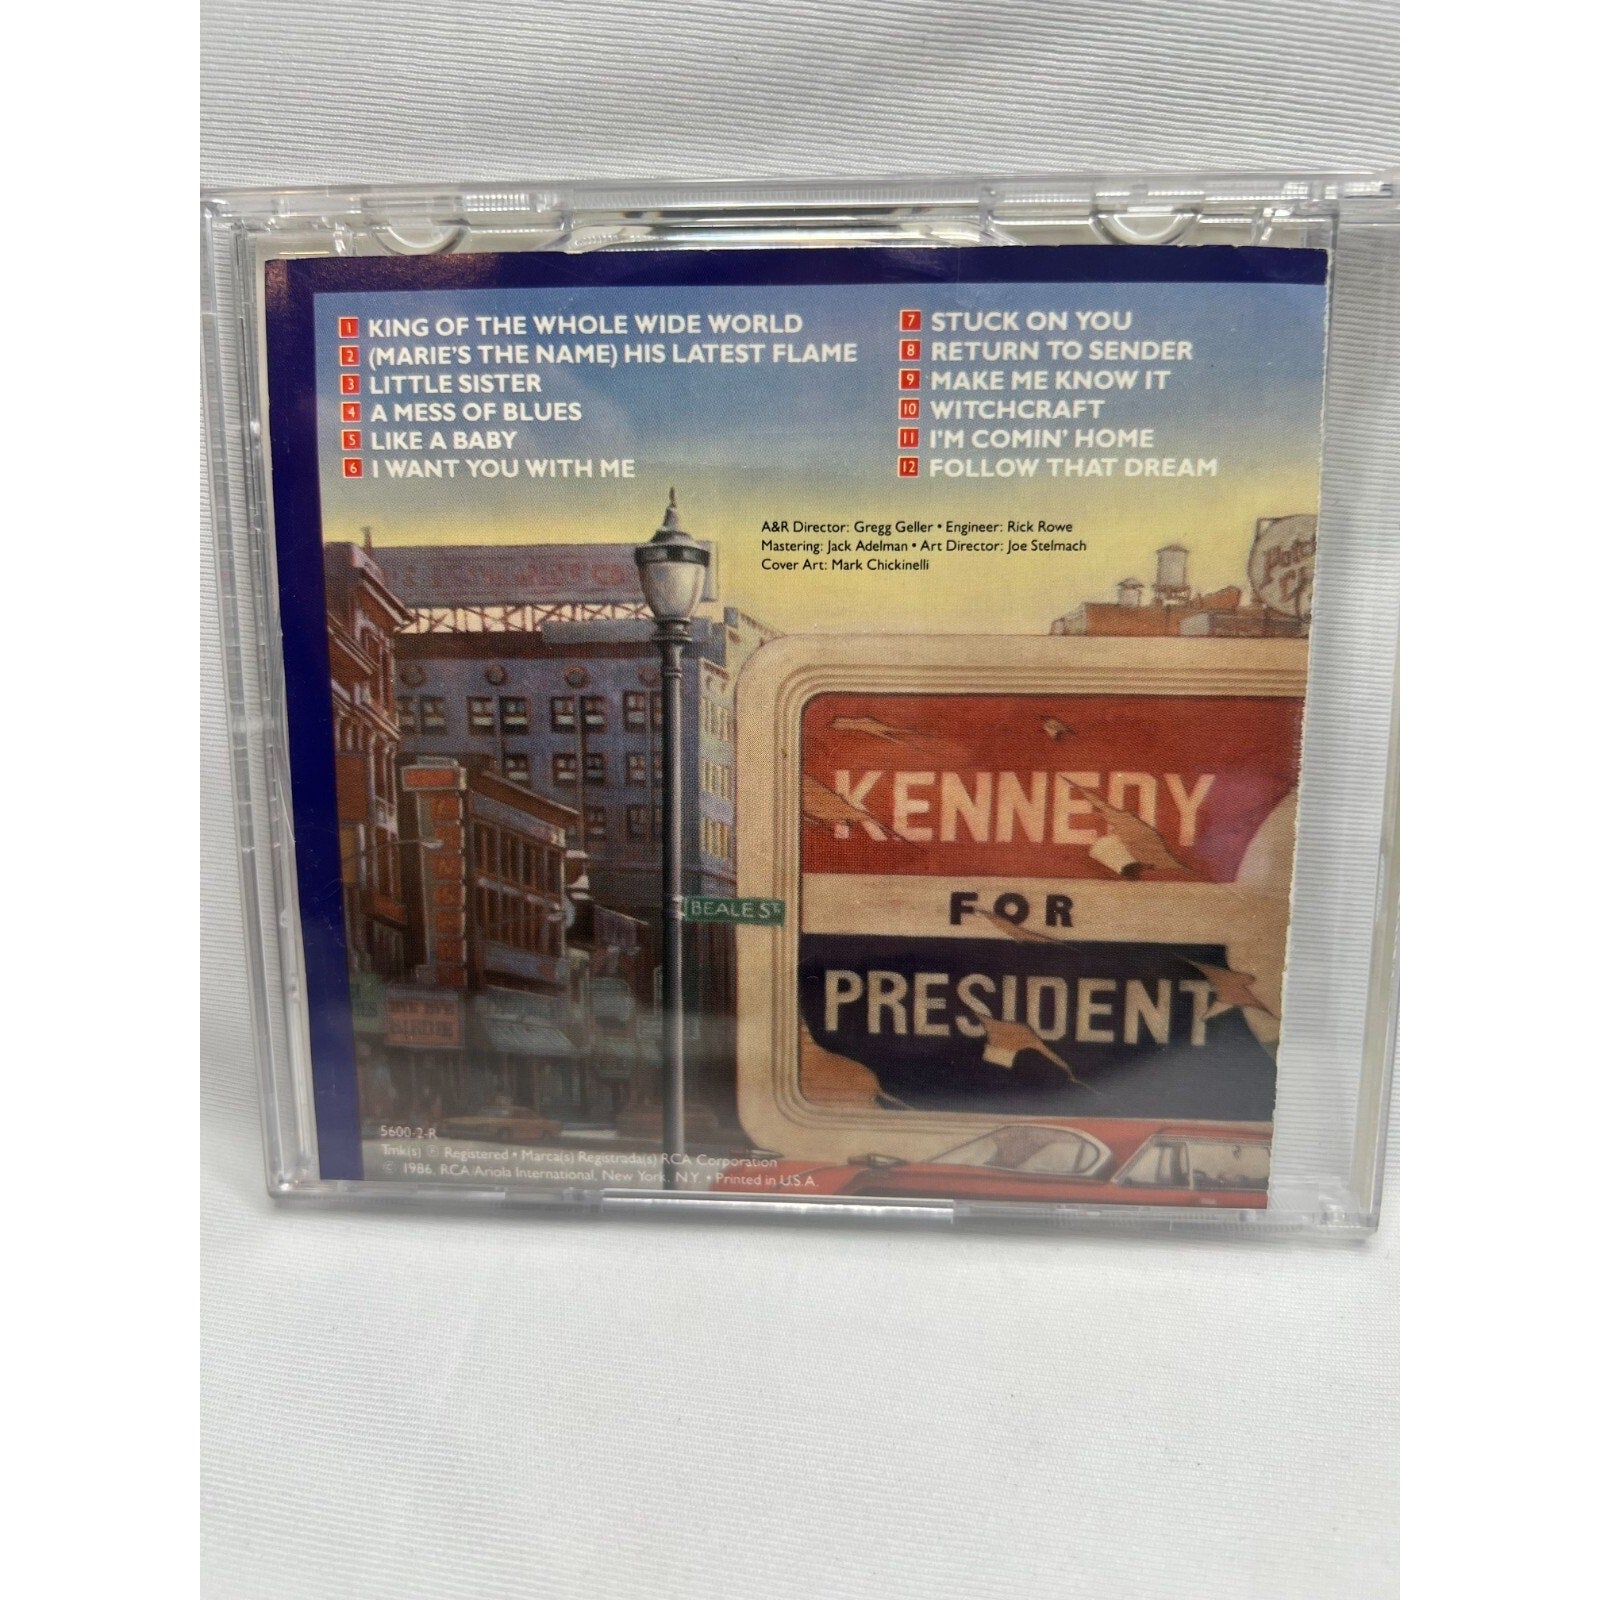 1 KING OF THE WHOLE WIDE WORLD
2 (MARIE'S THE NAME) HIS LATEST FLAME
3 LITTLE SISTER
4 A MESS OF BLUES
5 LIKE A BABY
6 I WANT YOU WITH ME
7 STUCK ON YOU
8 RETURN TO SENDER
9 MAKE ME KNOW IT
10 WITCHCRAFT
11 I'M COMIN' HOME
12 FOLLOW THAT DREAM
A&R Director: Gregg Geller • Engineer: Rick Rowe
Mastering: Jack Adelman • Art Director: Joe Stelmach
Cover Art: Mark Chickinelli
KENNEDY
FOR
PRESIDENT
BEALE ST.
5600-2-R
Tmk(s) ® Registered • Marca(s) Registrada(s) RCA Corporation
© 1986, RCA Ariola International, New York, N.Y. • Printed in U.S.A.